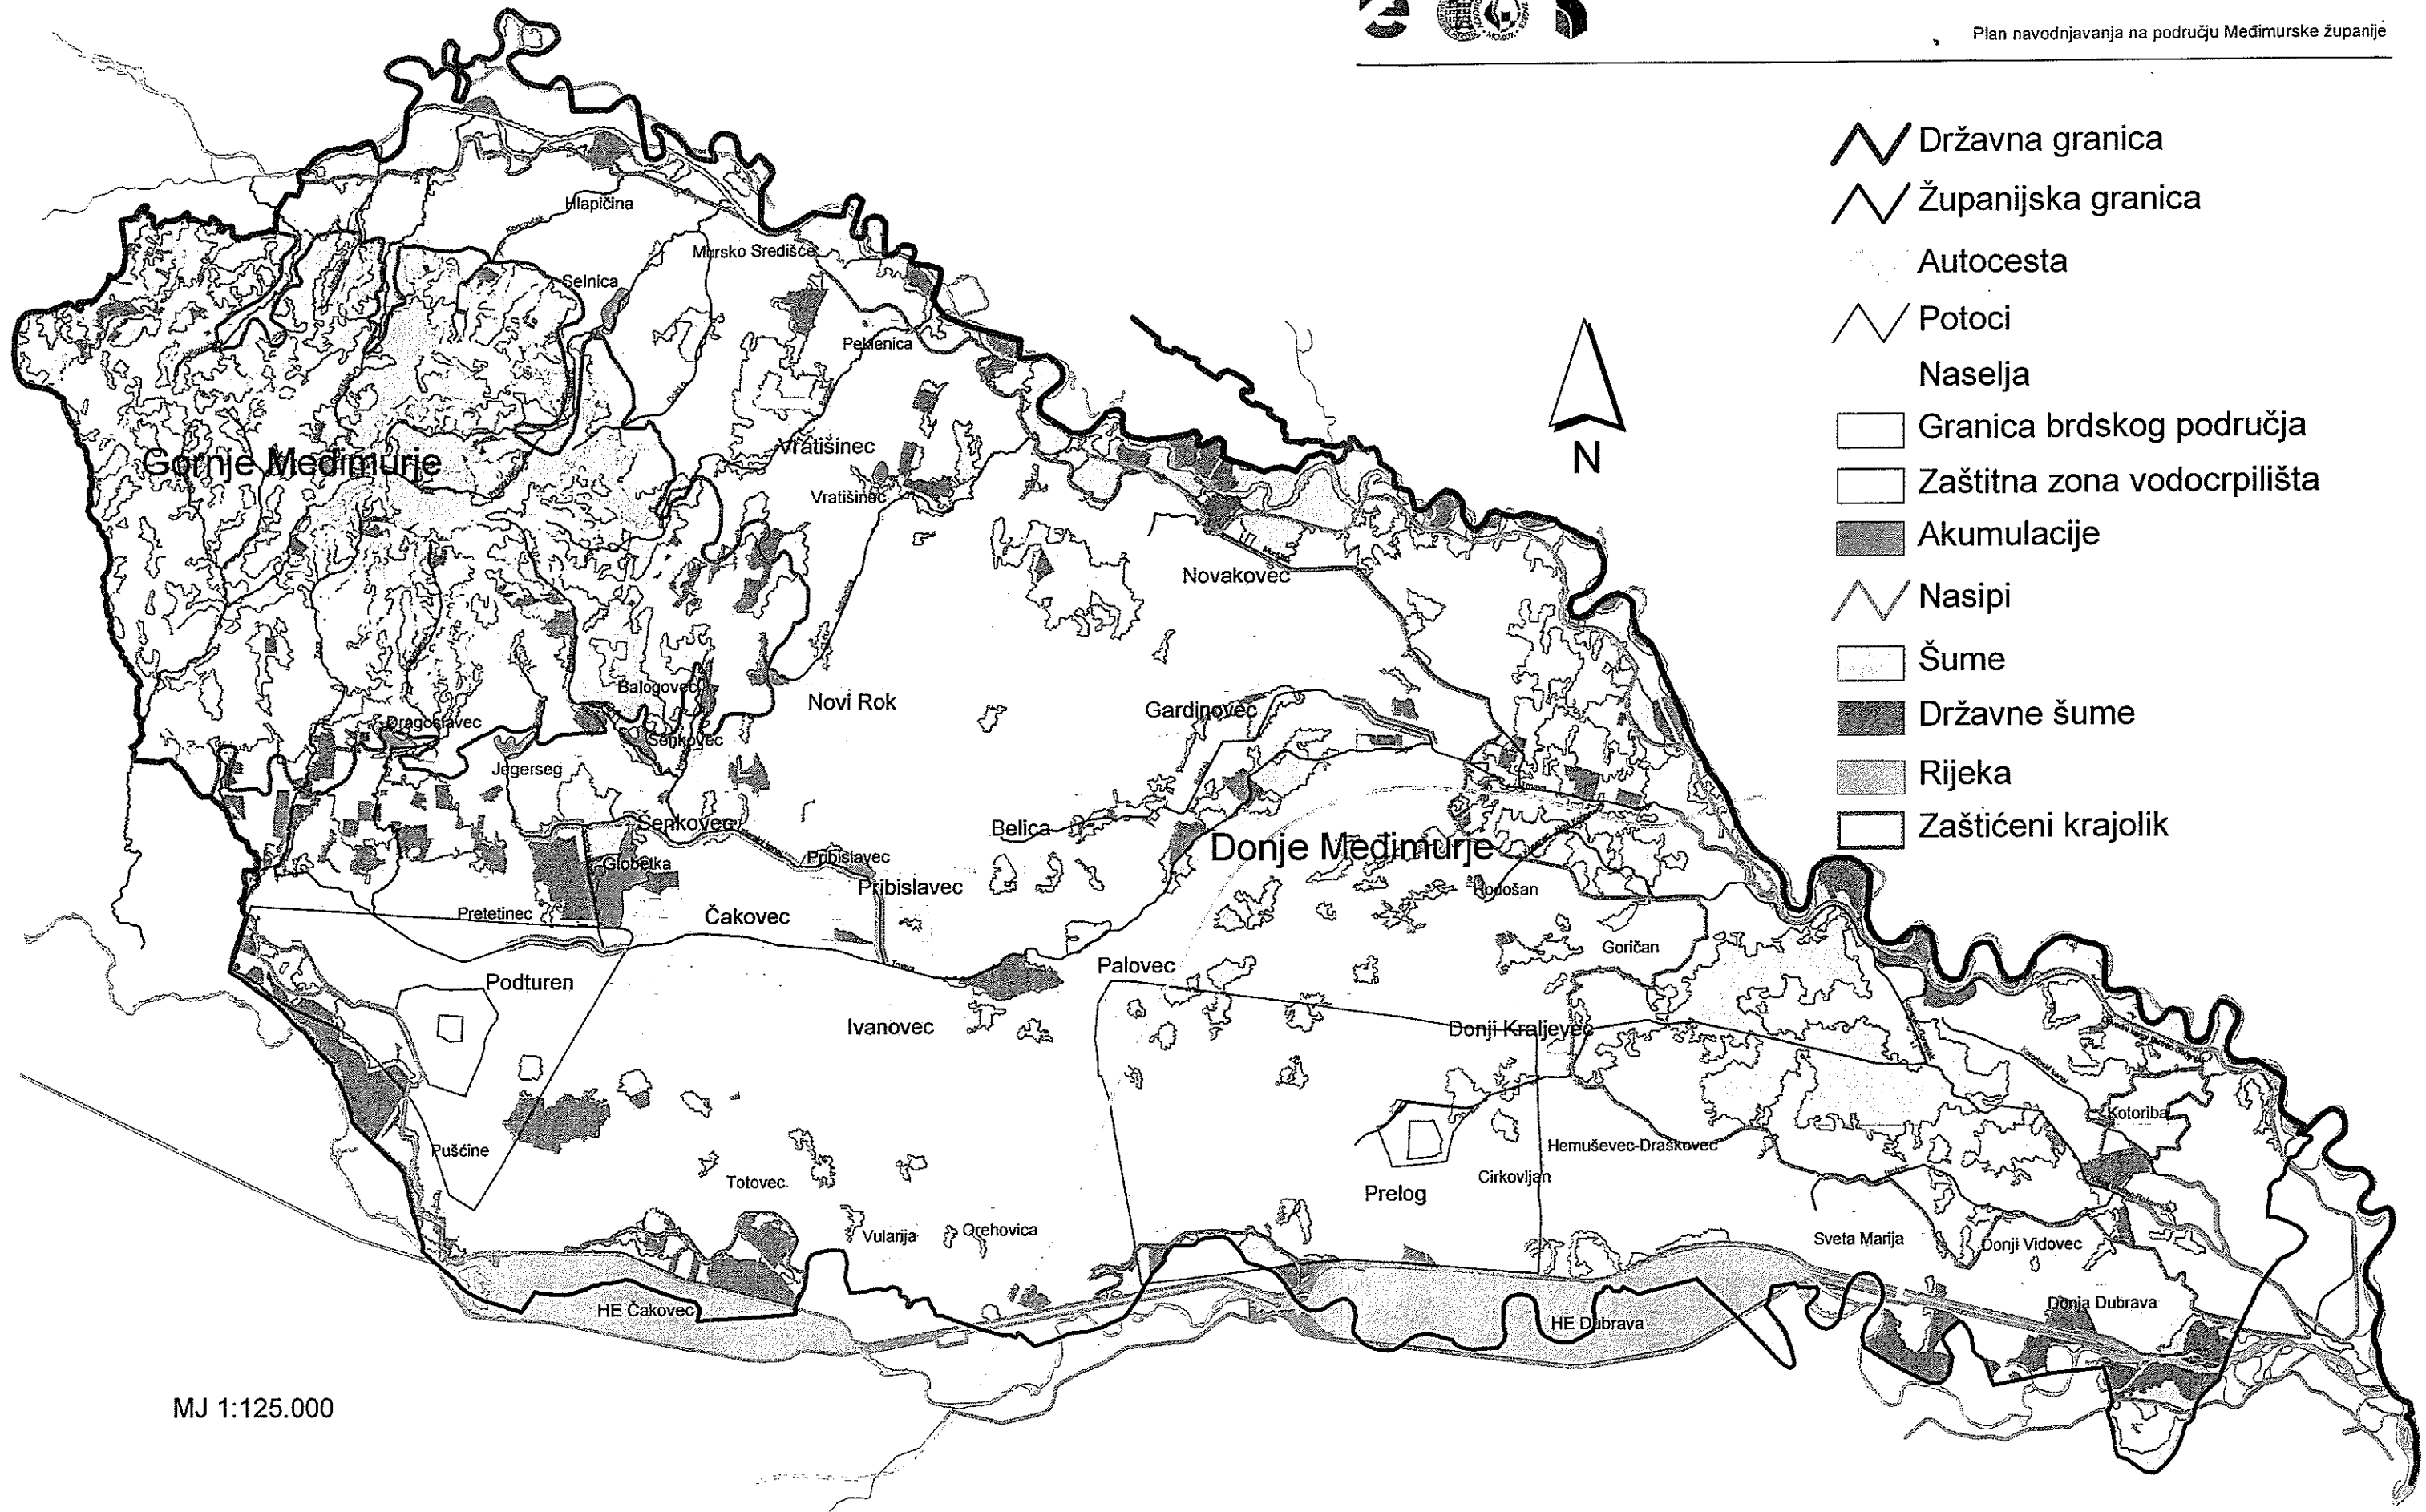 Plan navodnjavanja na području Međimurske županije
Državna granica
Županijska granica
Autocesta
Potoci
Naselja
Granica brdskog područja
Zaštitna zona vodocrpilišta
Akumulacije
Nasipi
Šume
Državne šume
Rijeka
Zaštićeni krajolik
N
Hlapičina
Mursko Središće
Selnica
Peklenica
Gornje Međimurje
Vratišinec
Vratišinec
Novakovec
Balogovec
Novi Rok
Gardinovec
Dragoslavec
Šenkovec
Jegerseg
Šenkovec
Belica
Donje Međimurje
Pribislavec
Globetka
Pribislavec
Hodošan
Pretetinec
Čakovec
Goričan
Palovec
Podturen
Ivanovec
Donji Kraljevec
Kotoribski kanal
Kotoriba
Pušćine
Hemuševec-Draškovec
Totovec
Cirkovljan
Prelog
Vularija
Orehovica
Sveta Marija
Donji Vidovec
HE Čakovec
HE Dubrava
Donja Dubrava
Trnava
MJ 1:125.000